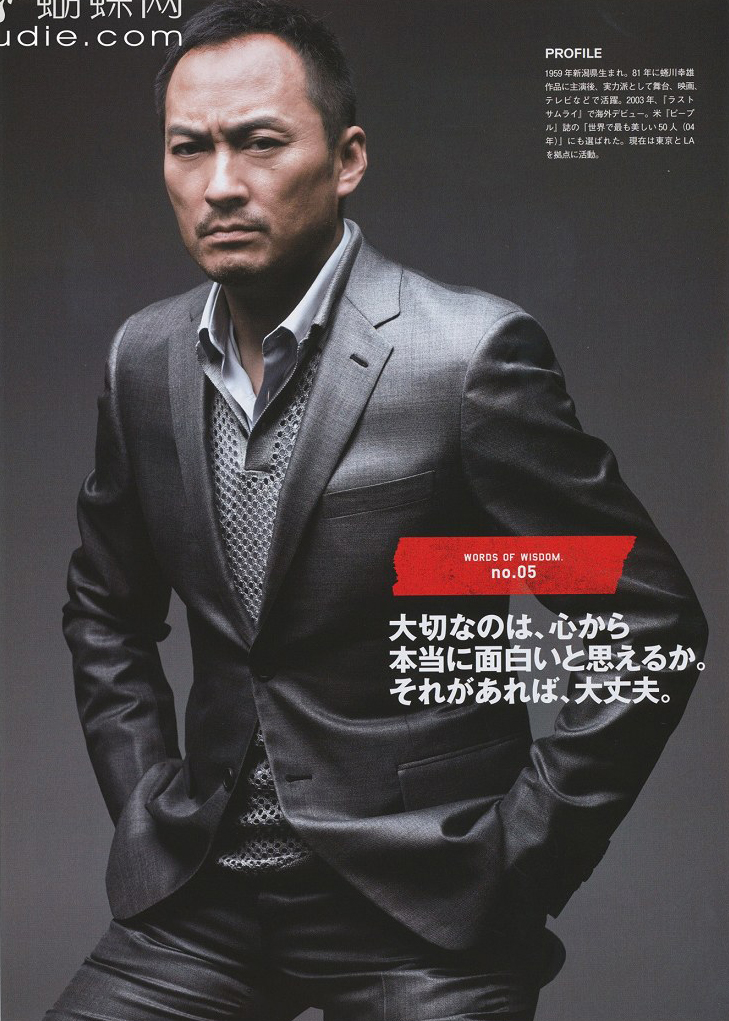 蝴蝶网
udie.com
PROFILE
1959年新潟県生まれ。81年に蜷川幸雄
作品に主演後、実力派として舞台、映画、
テレビなどで活躍。2003年、『ラスト
サムライ』で海外デビュー。米『ピープ
ル』誌の「世界で最も美しい50人（04
年）」にも選ばれた。現在は東京とLA
を拠点に活動。
WORDS OF WISDOM.
no.05
大切なのは、心から
本当に面白いと思えるか。
それがあれば、大丈夫。